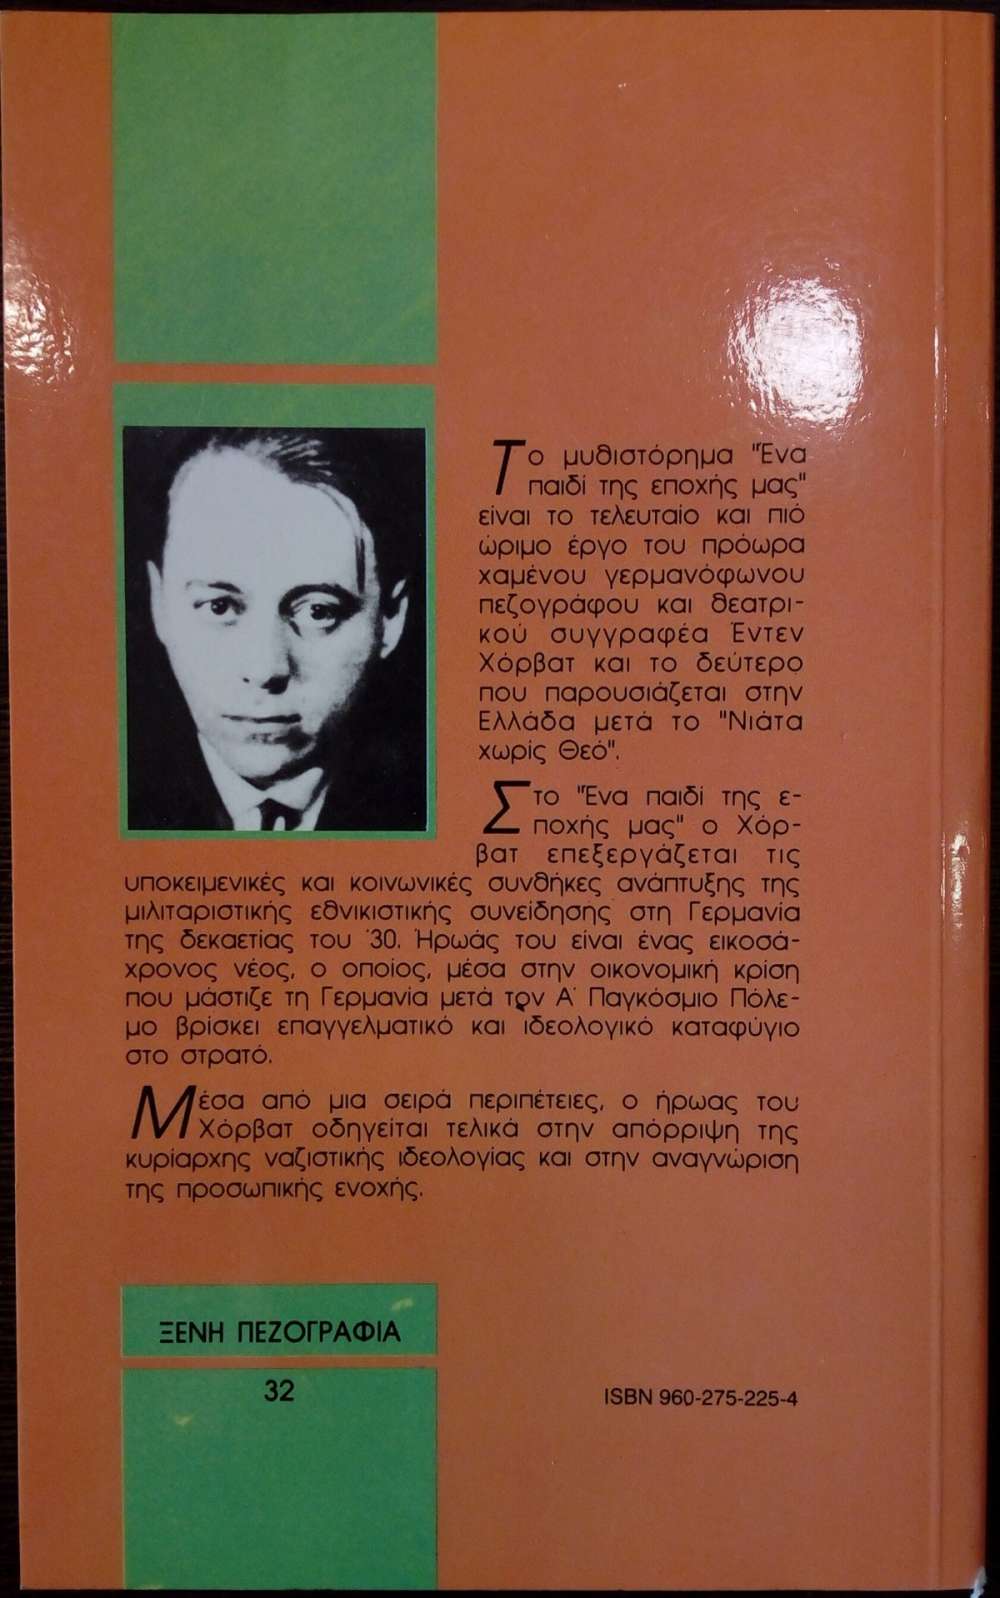 Το μυθιστόρημα "Ένα
παιδί της εποχής μας"
είναι το τελευταίο και πιό
ώριμο έργο του πρόωρα
χαμένου γερμανόφωνου
πεζογράφου και θεατρι-
κού συγγραφέα Έντεν
Χόρβατ και το δεύτερο
που παρουσιάζεται στην
Ελλάδα μετά το "Νιάτα
χωρίς Θεό".
Στο "Ένα παιδί της ε-
ποχής μας" ο Χόρ-
βατ επεξεργάζεται τις
υποκειμενικές και κοινωνικές συνθήκες ανάπτυξης της
μιλιταριστικής εθνικιστικής συνείδησης στη Γερμανία
της δεκαετίας του '30. Ήρωάς του είναι ένας εικοσά-
χρονος νέος, ο οποίος, μέσα στην οικονομική κρίση
που μάστιζε τη Γερμανία μετά τον Α' Παγκόσμιο Πόλε-
μο βρίσκει επαγγελματικό και ιδεολογικό καταφύγιο
στο στρατό.
Μέσα από μια σειρά περιπέτειες, ο ήρωας του
Χόρβατ οδηγείται τελικά στην απόρριψη της
κυρίαρχης ναζιστικής ιδεολογίας και στην αναγνώριση
της προσωπικής ενοχής.
ΞΕΝΗ ΠΕΖΟΓΡΑΦΙΑ
32
ISBN 960-275-225-4